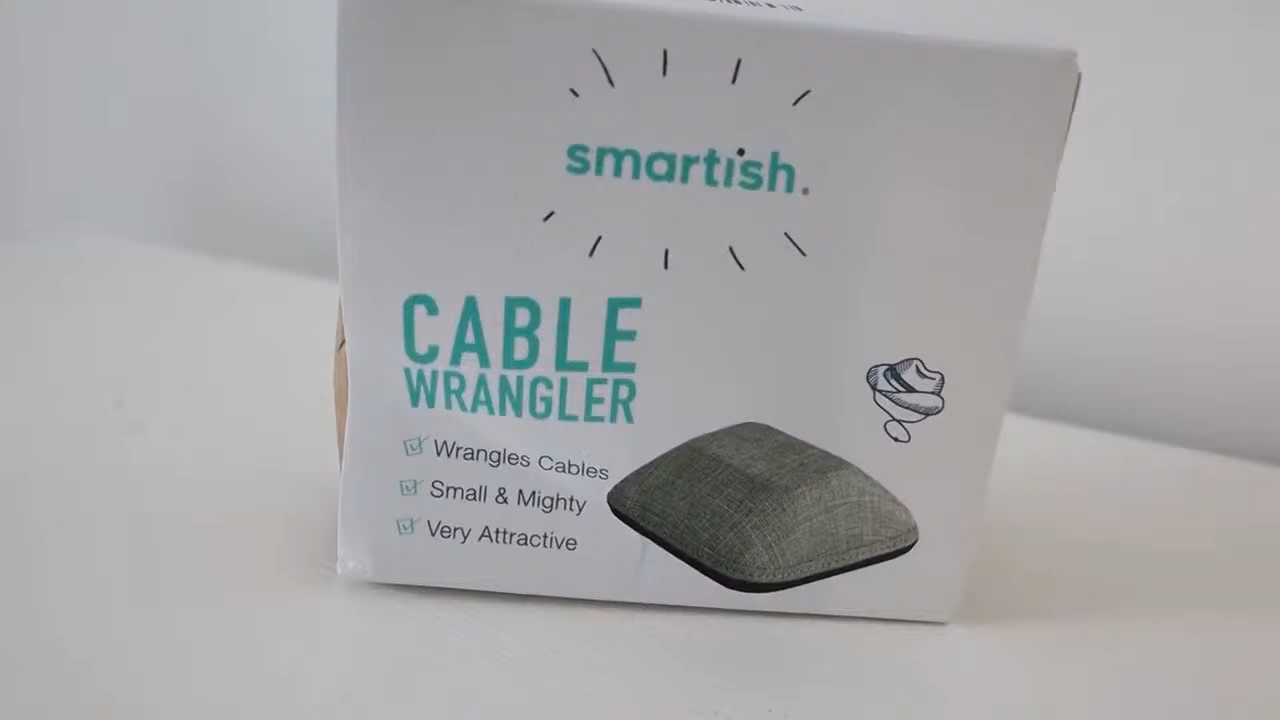 smartish.
CABLE
WRANGLER
Wrangles Cables
Small & Mighty
Very Attractive